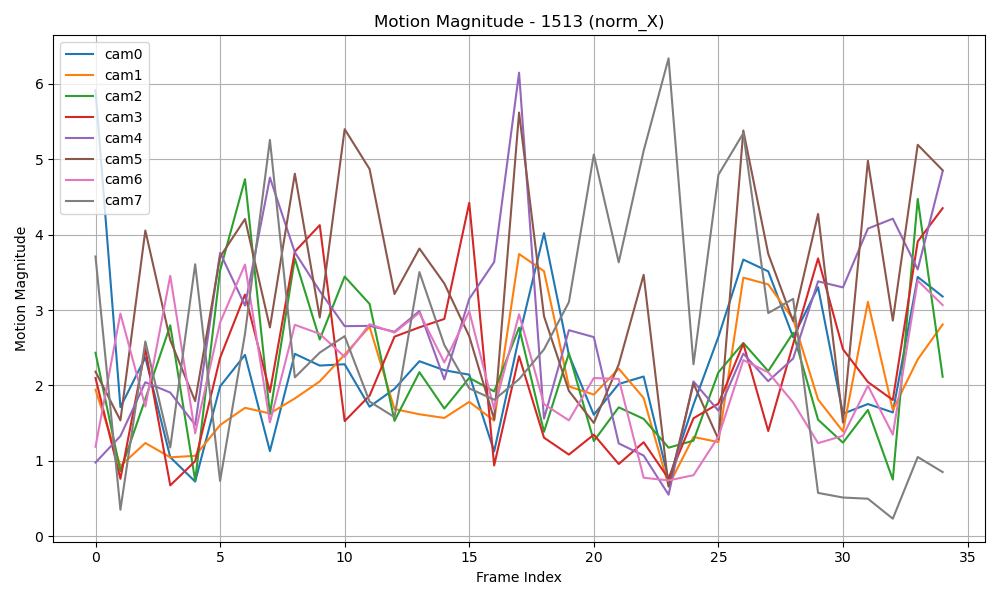 Motion Magnitude - 1513 (norm_X)
cam0
cam1
cam2
cam3
cam4
cam5
cam6
cam7
Motion Magnitude
6
5
4
3
2
1
0
0 5 10 15 20 25 30 35
Frame Index